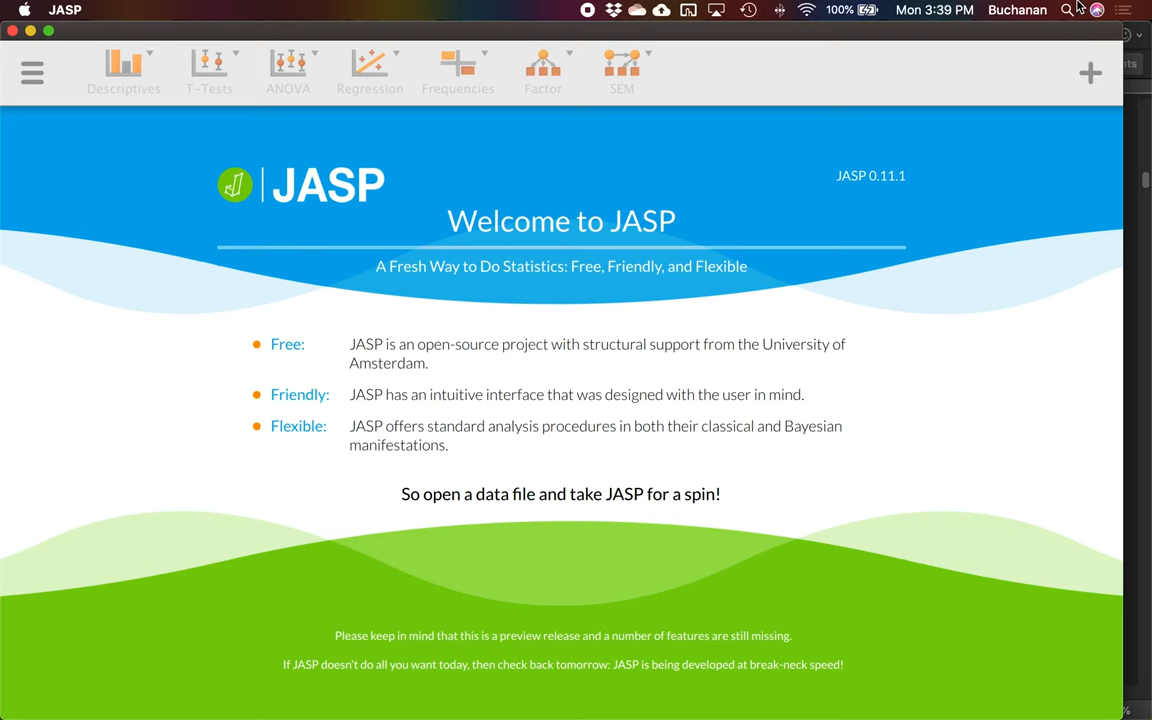 JASP
100%
Mon 3:39 PM
Buchanan
Descriptives
T-Tests
ANOVA
Regression
Frequencies
Factor
SEM
nts
JASP
JASP 0.11.1
Welcome to JASP
A Fresh Way to Do Statistics: Free, Friendly, and Flexible
Free: JASP is an open-source project with structural support from the University of
Amsterdam.
Friendly: JASP has an intuitive interface that was designed with the user in mind.
Flexible: JASP offers standard analysis procedures in both their classical and Bayesian
manifestations.
So open a data file and take JASP for a spin!
Please keep in mind that this is a preview release and a number of features are still missing.
If JASP doesn't do all you want today, then check back tomorrow: JASP is being developed at break-neck speed!
%